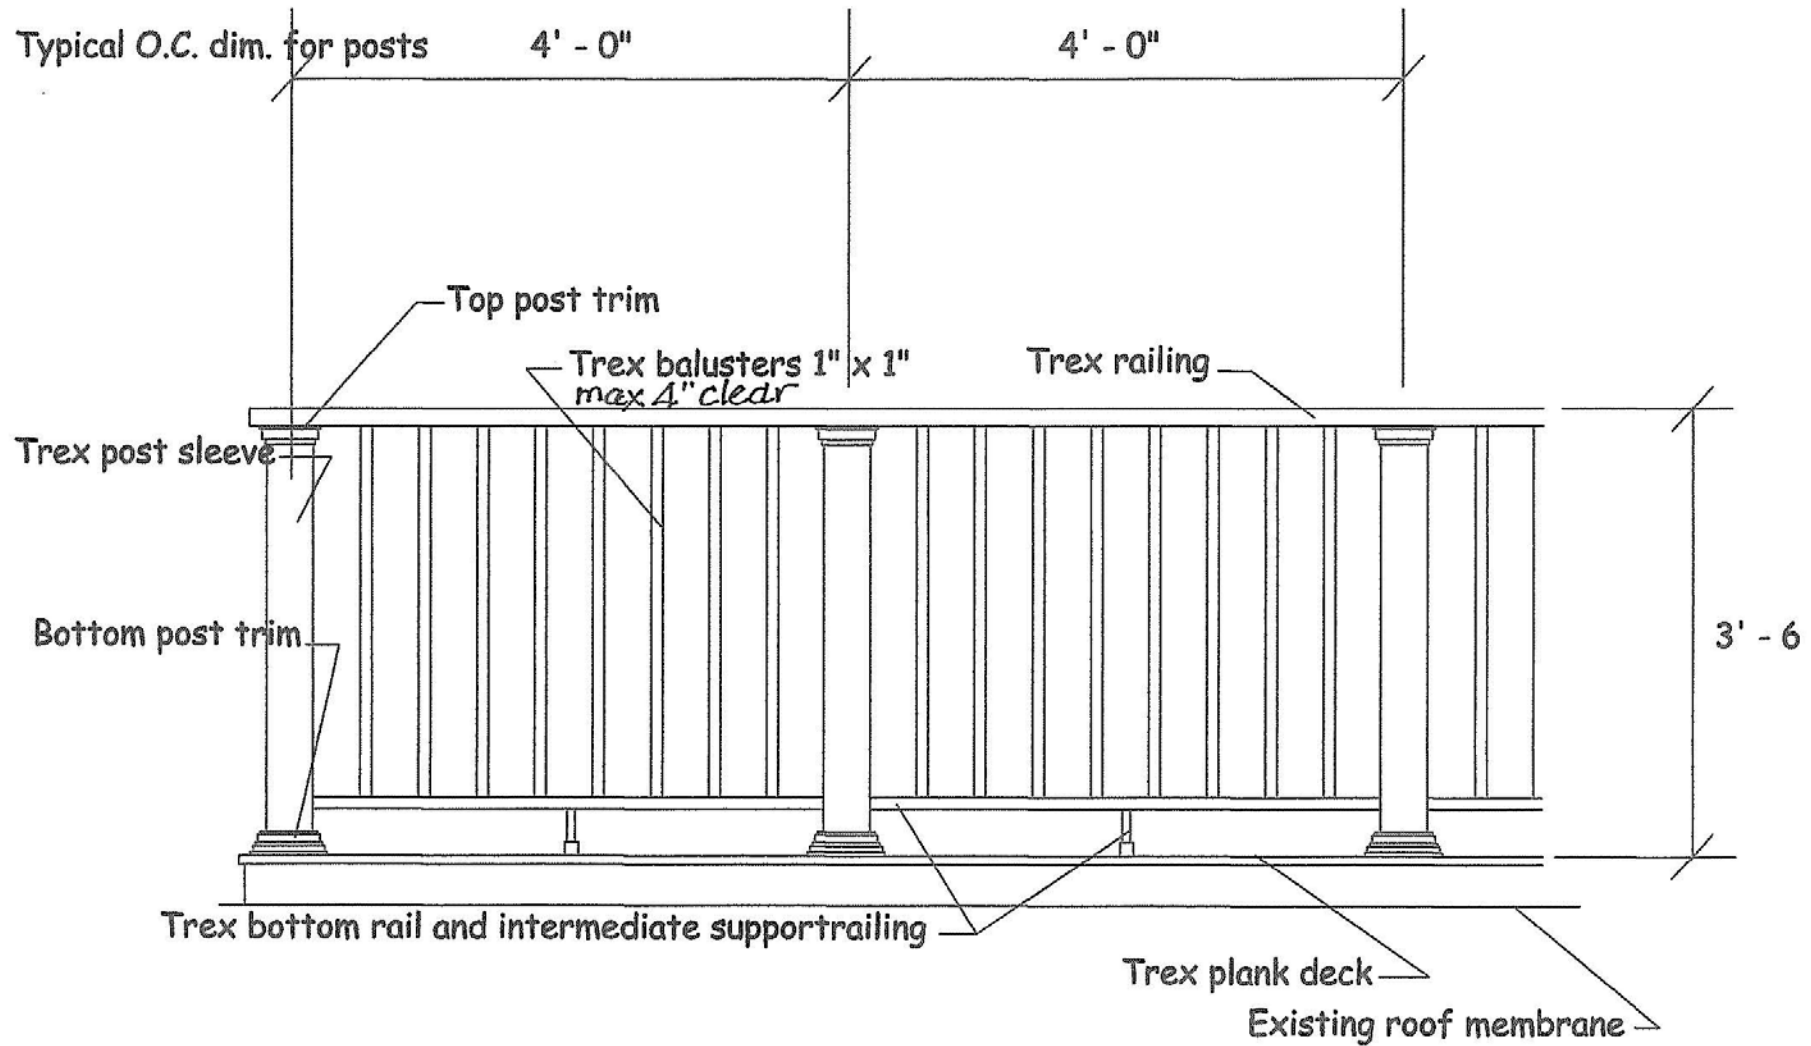 Typical O.C. dim. for posts
4' - 0"
4' - 0"
Top post trim
Trex balusters 1" x 1"
max 4" clear
Trex railing
Trex post sleeve
Bottom post trim
3' - 6
Trex bottom rail and intermediate supportrailing
Trex plank deck
Existing roof membrane